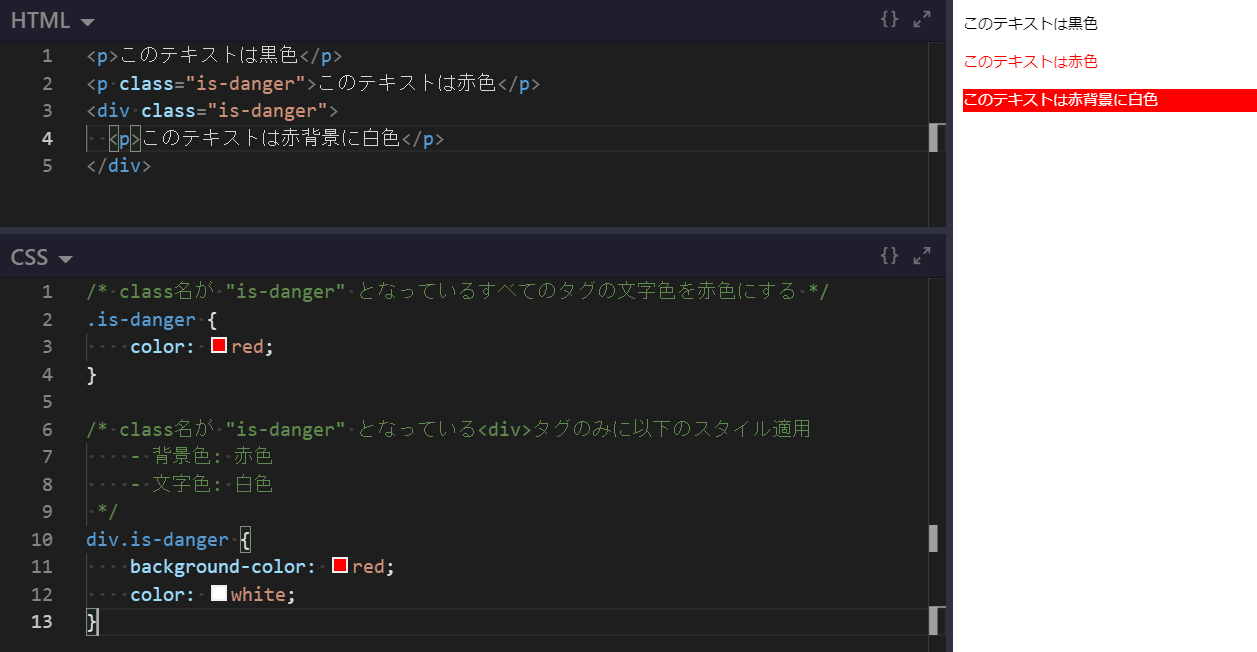 HTML
1 <p>このテキストは黒色</p>
2 <p class="is-danger">このテキストは赤色</p>
3 <div class="is-danger">
4   <p>このテキストは赤背景に白色</p>
5 </div>
CSS
1 /* class名が "is-danger" となっているすべてのタグの文字色を赤色にする */
2 .is-danger {
3     color: red;
4 }
5
6 /* class名が "is-danger" となっている<div>タグのみに以下のスタイル適用
7     - 背景色: 赤色
8     - 文字色: 白色
9  */
10 div.is-danger {
11     background-color: red;
12     color: white;
13 }
このテキストは黒色
このテキストは赤色
このテキストは赤背景に白色